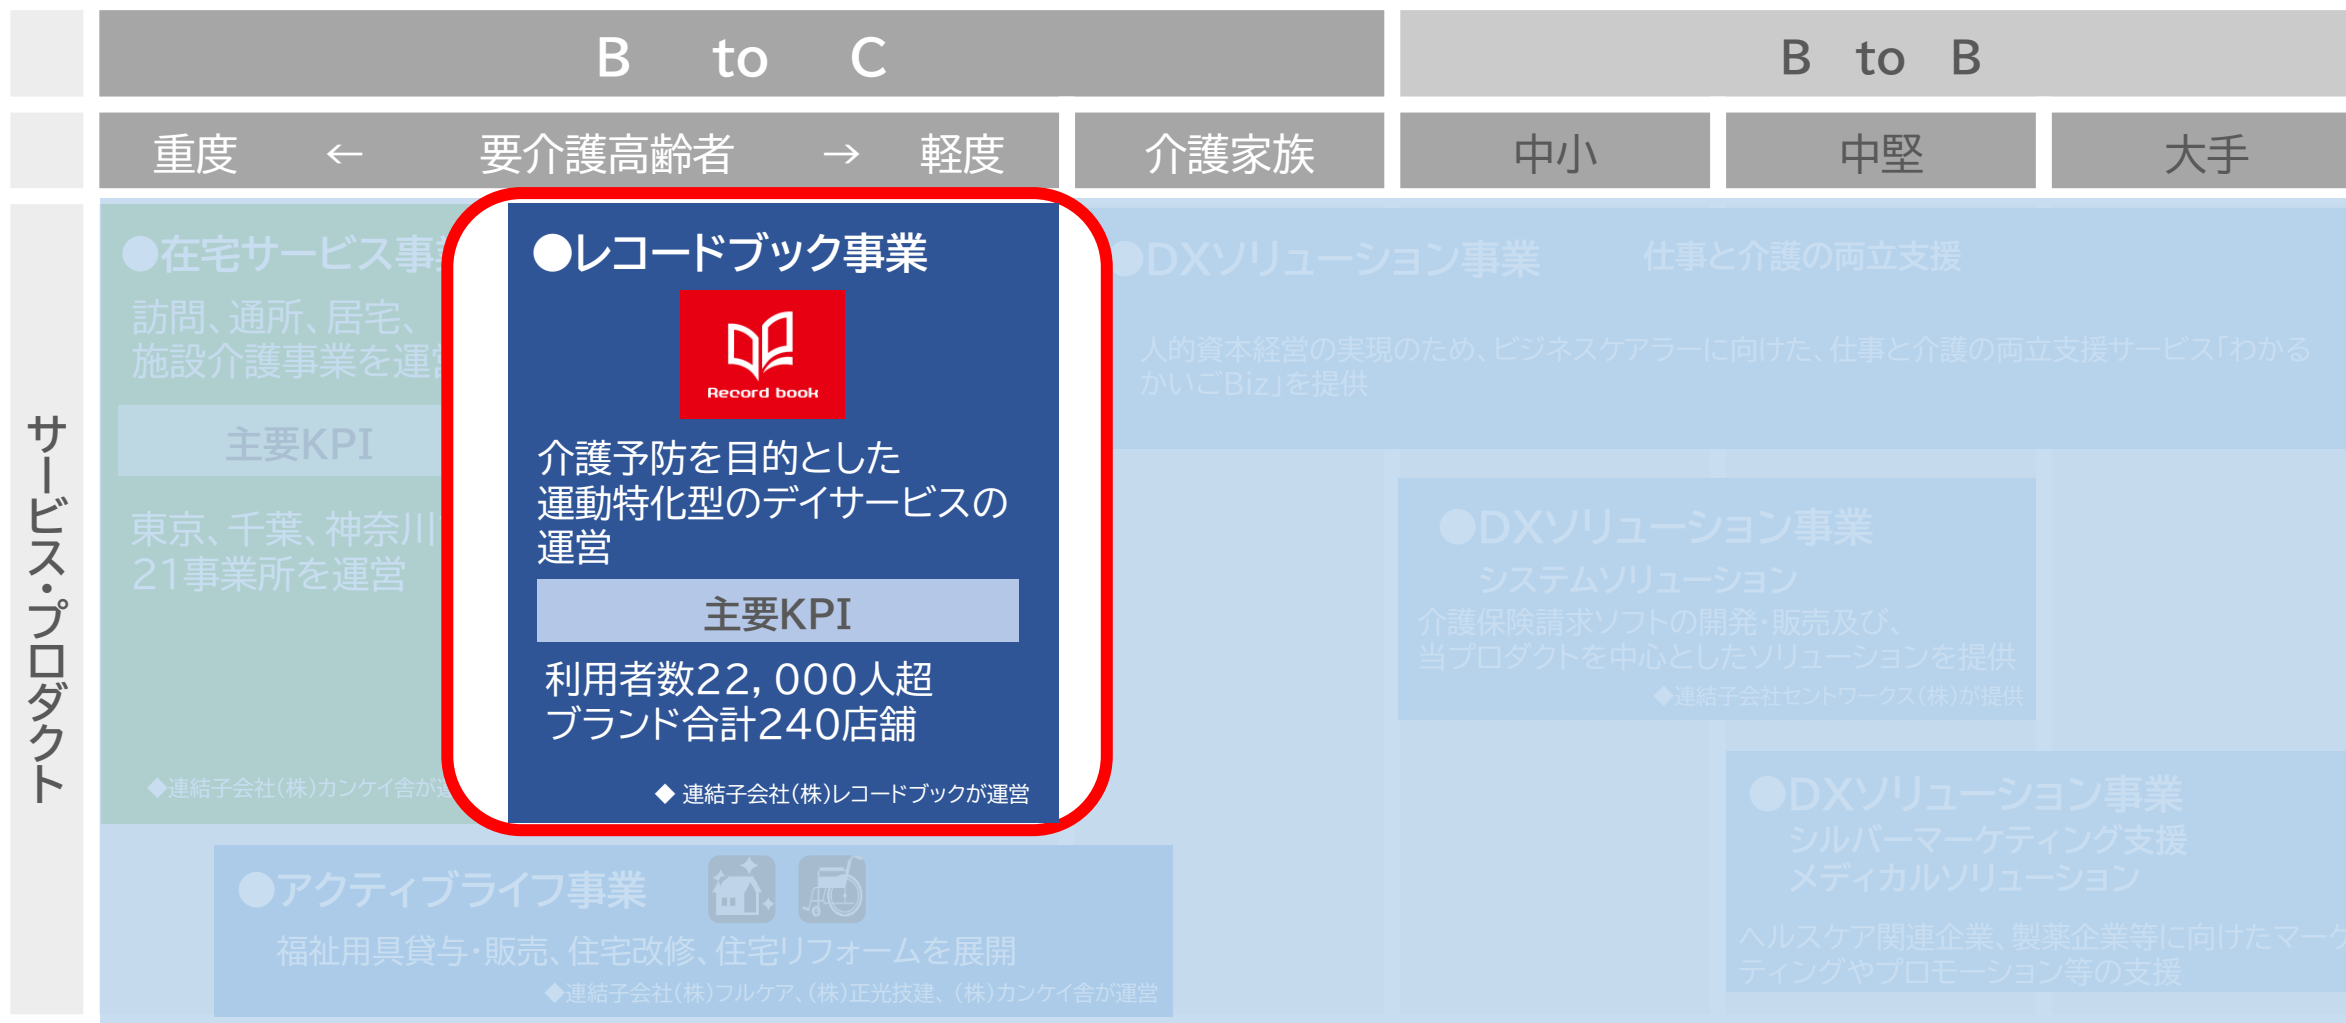 B to C
B to B
重度 ← 要介護高齢者 → 軽度
介護家族
中小
中堅
大手
サービス・プロダクト
●在宅サービス事
訪問、通所、居宅、
施設介護事業を運
主要KPI
東京、千葉、神奈川
21事業所を運営
◆連結子会社(株)カンケイ舎が
●レコードブック事業
Record book
介護予防を目的とした
運動特化型のデイサービスの
運営
主要KPI
利用者数22,000人超
ブランド合計240店舗
◆ 連結子会社(株)レコードブックが運営
●DXソリューション事業 仕事と介護の両立支援
人的資本経営の実現のため、ビジネスケアラーに向けた、仕事と介護の両立支援サービス「わかる
かいごBiz」を提供
●DXソリューション事業
システムソリューション
介護保険請求ソフトの開発・販売及び、
当プロダクトを中心としたソリューションを提供
◆連結子会社セントワークス(株)が提供
●DXソリューション事業
シルバーマーケティング支援
メディカルソリューション
ヘルスケア関連企業、製薬企業等に向けたマーケ
ティングやプロモーション等の支援
●アクティブライフ事業
福祉用具貸与・販売、住宅改修、住宅リフォームを展開
◆連結子会社(株)フルケア、(株)正光技建、(株)カンケイ舎が運営